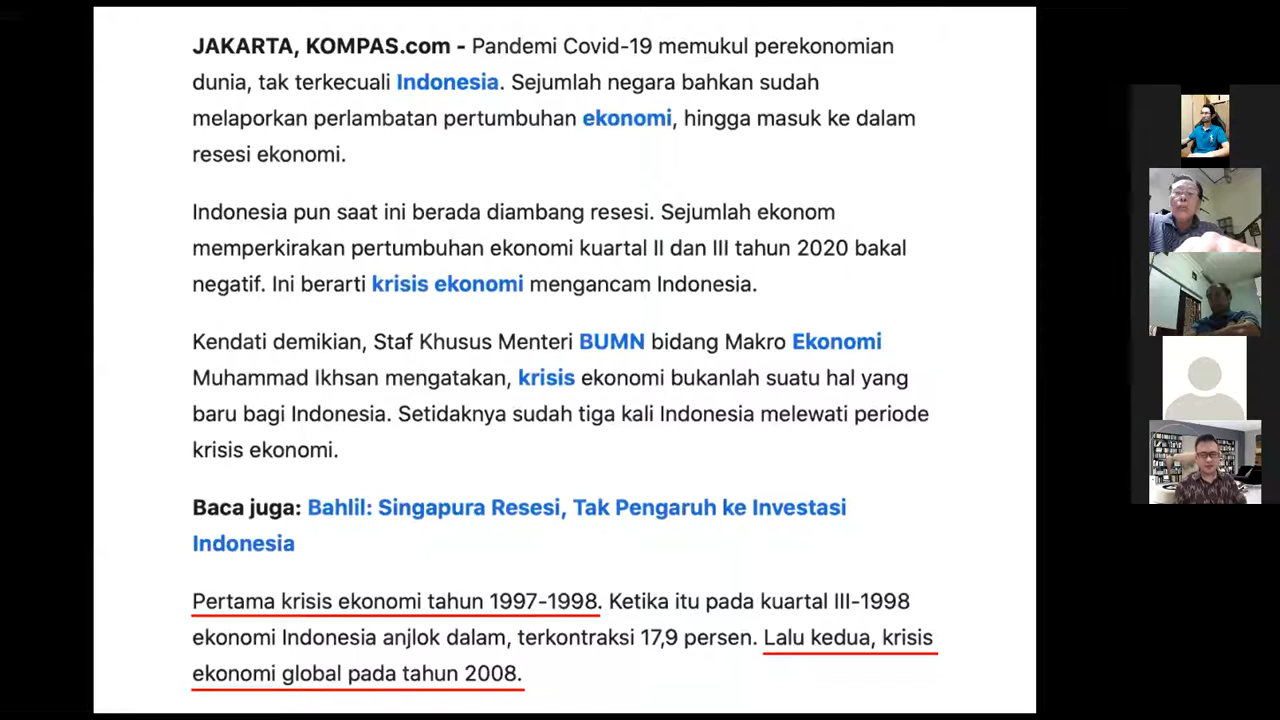 JAKARTA, KOMPAS.com - Pandemi Covid-19 memukul perekonomian
dunia, tak terkecuali Indonesia. Sejumlah negara bahkan sudah
melaporkan perlambatan pertumbuhan ekonomi, hingga masuk ke dalam
resesi ekonomi.
Indonesia pun saat ini berada diambang resesi. Sejumlah ekonom
memperkirakan pertumbuhan ekonomi kuartal II dan III tahun 2020 bakal
negatif. Ini berarti krisis ekonomi mengancam Indonesia.
Kendati demikian, Staf Khusus Menteri BUMN bidang Makro Ekonomi
Muhammad Ikhsan mengatakan, krisis ekonomi bukanlah suatu hal yang
baru bagi Indonesia. Setidaknya sudah tiga kali Indonesia melewati periode
krisis ekonomi.
Baca juga: Bahlil: Singapura Resesi, Tak Pengaruh ke Investasi
Indonesia
Pertama krisis ekonomi tahun 1997-1998. Ketika itu pada kuartal III-1998
ekonomi Indonesia anjlok dalam, terkontraksi 17,9 persen. Lalu kedua, krisis
ekonomi global pada tahun 2008.